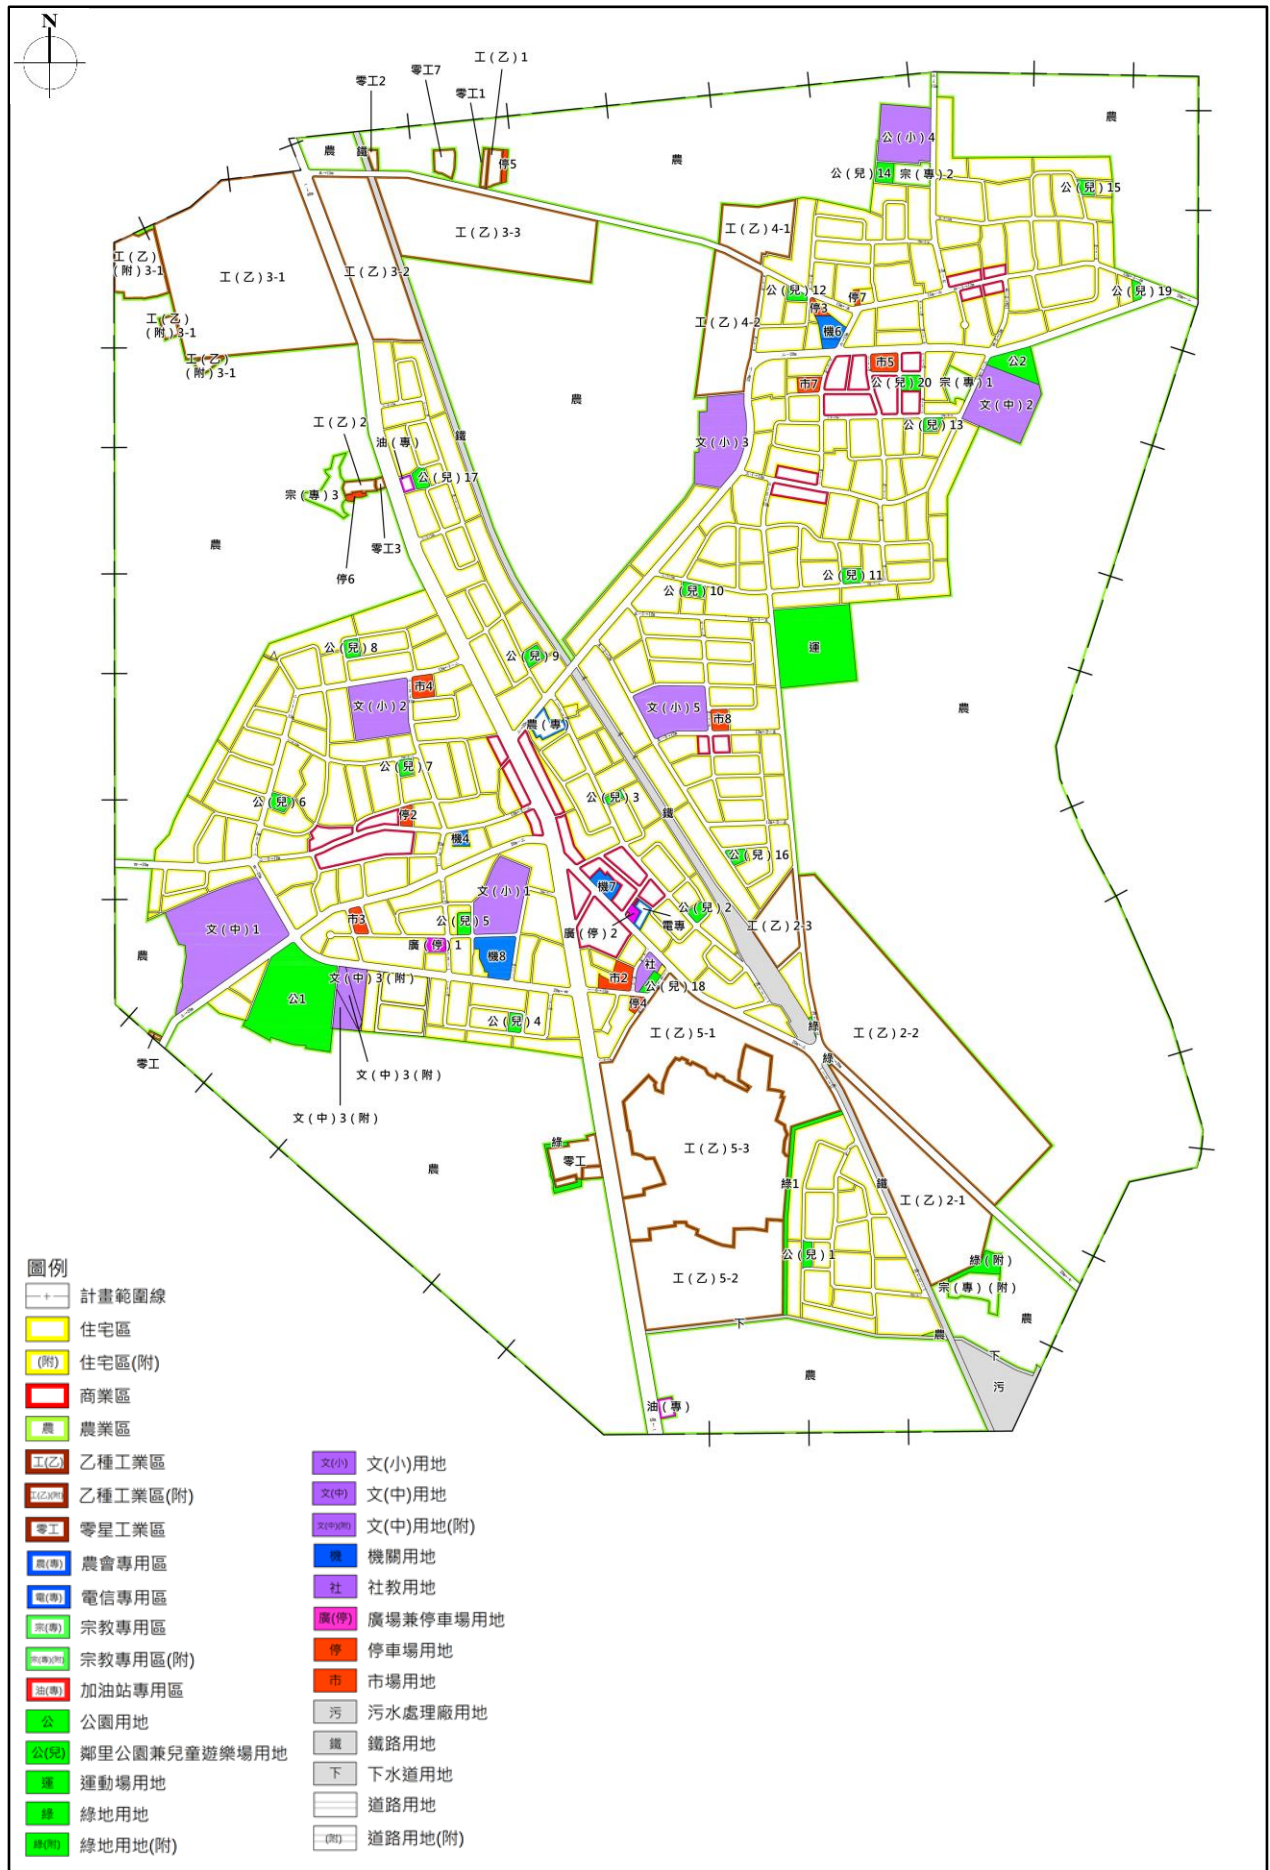 N
工(乙)1
零工7
零工2
零工1
農
公(小)4
農
鐵
農
停5
公(兒)14
宗(專)2
公(兒)15
工(乙)4-1
工(乙)3-3
工(乙)
(附)3-1
工(乙)3-1
工(乙)3-2
公(兒)12
停7
公(兒)19
停3
工(乙)
(附)3-1
工(乙)4-2
機6
工(乙)
(附)3-1
市5
公2
市7
公(兒)20
宗(專)1
農
文(中)2
工(乙)2
公(兒)13
油(專)
鐵
文(小)3
公(兒)17
宗(專)3
農
零工3
停6
公(兒)11
公(兒)10
公(兒)8
運
公(兒)9
市4
文(小)2
文(小)5
農
市8
農(專)
公(兒)7
公(兒)3
公(兒)6
停2
鐵
機4
公(兒)16
機7
文(小)1
公(兒)2
市3
公(兒)5
電專
工(乙)2-3
文(中)1
廣(停)2
廣(停)1
農
機8
社
文(中)3(附)
市2
公(兒)18
公1
停4
公(兒)4
綠
工(乙)5-1
工(乙)2-2
零工
綠
文(中)3(附)
文(中)3(附)
綠
工(乙)5-3
零工
農
綠1
鐵
工(乙)2-1
公(兒)1
綠(附)
工(乙)5-2
宗(專)(附)
農
下
農
下
農
污
油(專)
圖例
計畫範圍線
住宅區
(附)
住宅區(附)
商業區
農
農業區
工(乙)
乙種工業區
工(乙)(附)
乙種工業區(附)
零工
零星工業區
農(專)
農會專用區
電(專)
電信專用區
宗(專)
宗教專用區
宗(專)(附)
宗教專用區(附)
油(專)
加油站專用區
公
公園用地
公(兒)
鄰里公園兼兒童遊樂場用地
運
運動場用地
綠
綠地用地
綠(附)
綠地用地(附)
文(小)
文(小)用地
文(中)
文(中)用地
文(中)(附)
文(中)用地(附)
機
機關用地
社
社教用地
廣(停)
廣場兼停車場用地
停
停車場用地
市
市場用地
污
污水處理廠用地
鐵
鐵路用地
下
下水道用地
道路用地
(附)
道路用地(附)